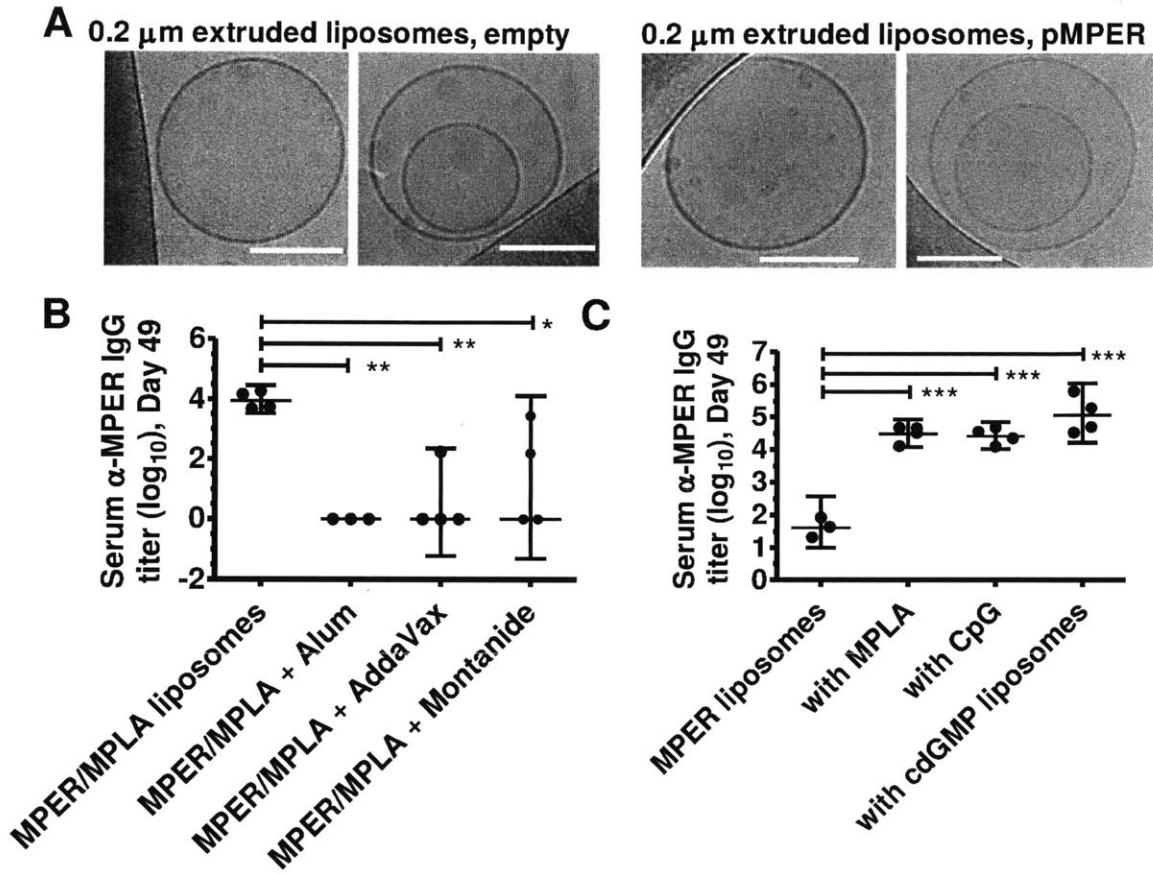 A
0.2 μm extruded liposomes, empty
0.2 μm extruded liposomes, pMPER
B
Serum α-MPER IgG
titer (log10), Day 49
6
4
2
0
-2
**
**
*
MPER/MPLA liposomes
MPER/MPLA + Alum
MPER/MPLA + AddaVax
MPER/MPLA + Montanide
C
Serum α-MPER IgG
titer (log10), Day 49
7
6
5
4
3
2
1
0
***
***
***
MPER liposomes
with MPLA
with CpG
with cdGMP liposomes